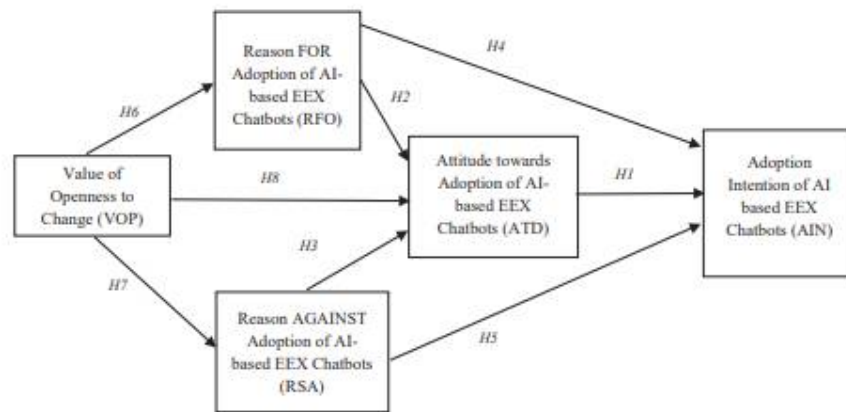 Reason FOR
Adoption of AI-
based EEX
Chatbots (RFO)
H4
H2
H6
Value of
Openness to
Change (VOP)
H8
Attitude towards
Adoption of AI-
based EEX
Chatbots (ATD)
H1
Adoption
Intention of AI
based EEX
Chatbots (AIN)
H3
H7
Reason AGAINST
Adoption of AI-
based EEX Chatbots
(RSA)
H5